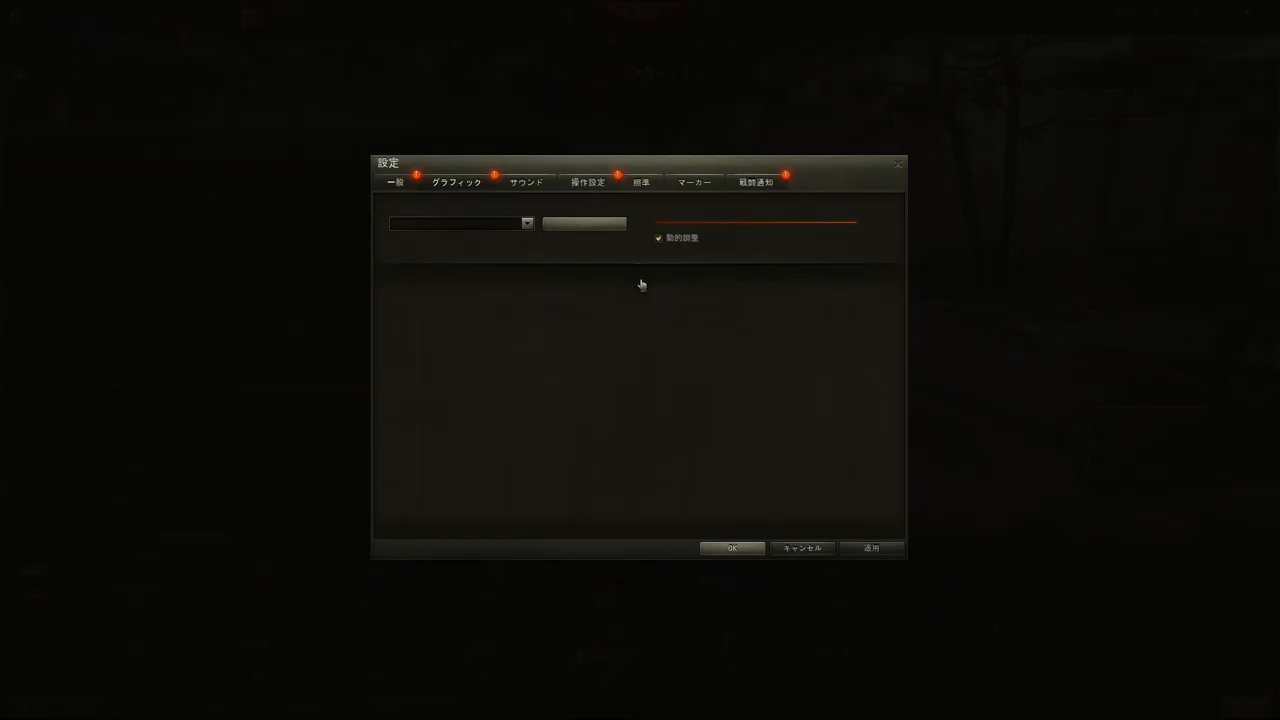 設定
一般 グラフィック サウンド 操作設定 照準 マーカー 戦闘通知
動的調整
OK キャンセル 適用